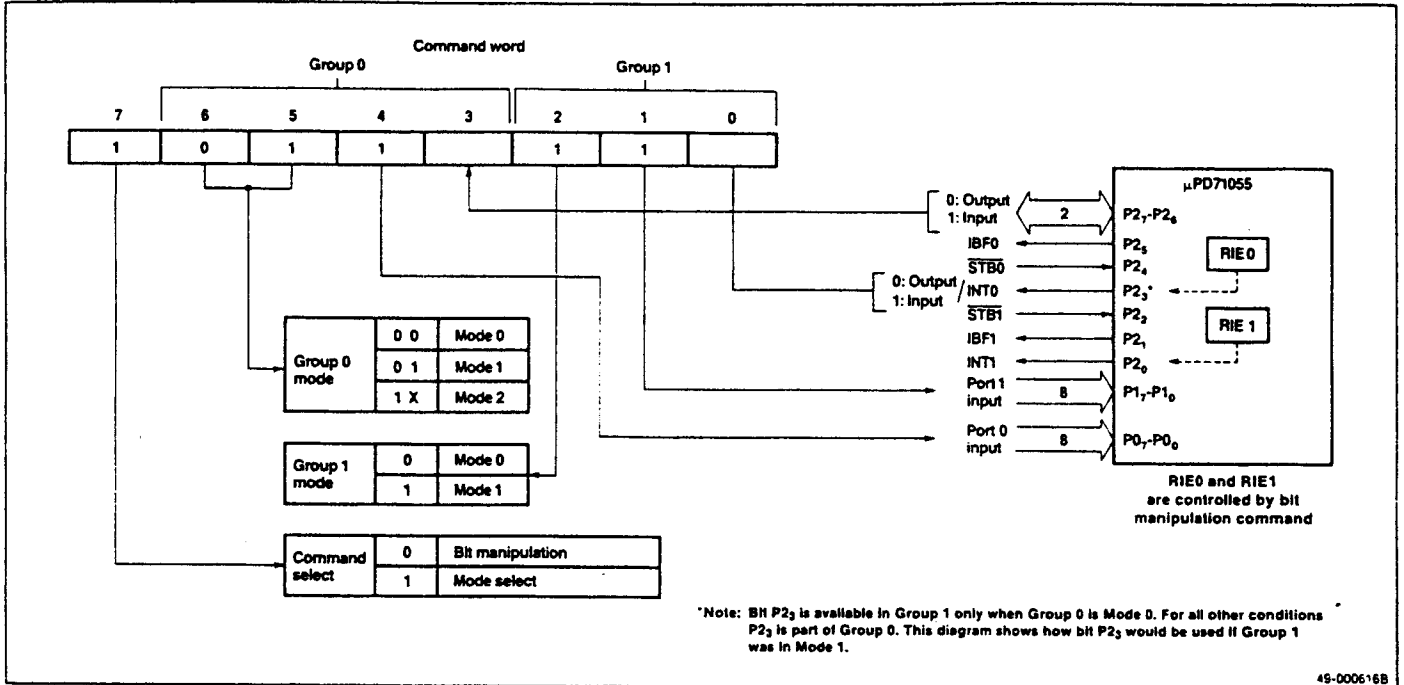 Command word
Group 0
Group 1
7 6 5 4 3 2 1 0
1 0 1 1 1 1
μPD71055
0: Output
1: Input
2
P2₇-P2₆
IBF0
P2₅
RIE0
STB0
P2₄
0: Output
1: Input
/ INT0
P2₃*
STB1
P2₂
RIE 1
IBF1
P2₁
INT1
P2₀
Port 1
input
8
P1₇-P1₀
Port 0
input
8
P0₇-P0₀
RIE0 and RIE1
are controlled by bit
manipulation command
Group 0
mode
0 0 Mode 0
0 1 Mode 1
1 X Mode 2
Group 1
mode
0 Mode 0
1 Mode 1
Command
select
0 Bit manipulation
1 Mode select
*Note: Bit P2₃ is available in Group 1 only when Group 0 is Mode 0. For all other conditions
P2₃ is part of Group 0. This diagram shows how bit P2₃ would be used if Group 1
was in Mode 1.
49-000616B